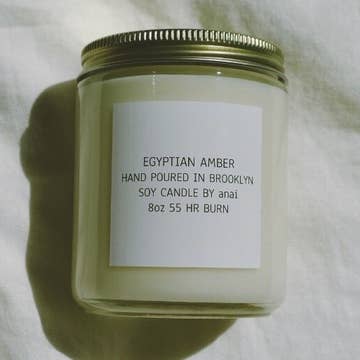 EGYPTIAN AMBER
HAND POURED IN BROOKLYN
SOY CANDLE BY anai
8oz 55 HR BURN